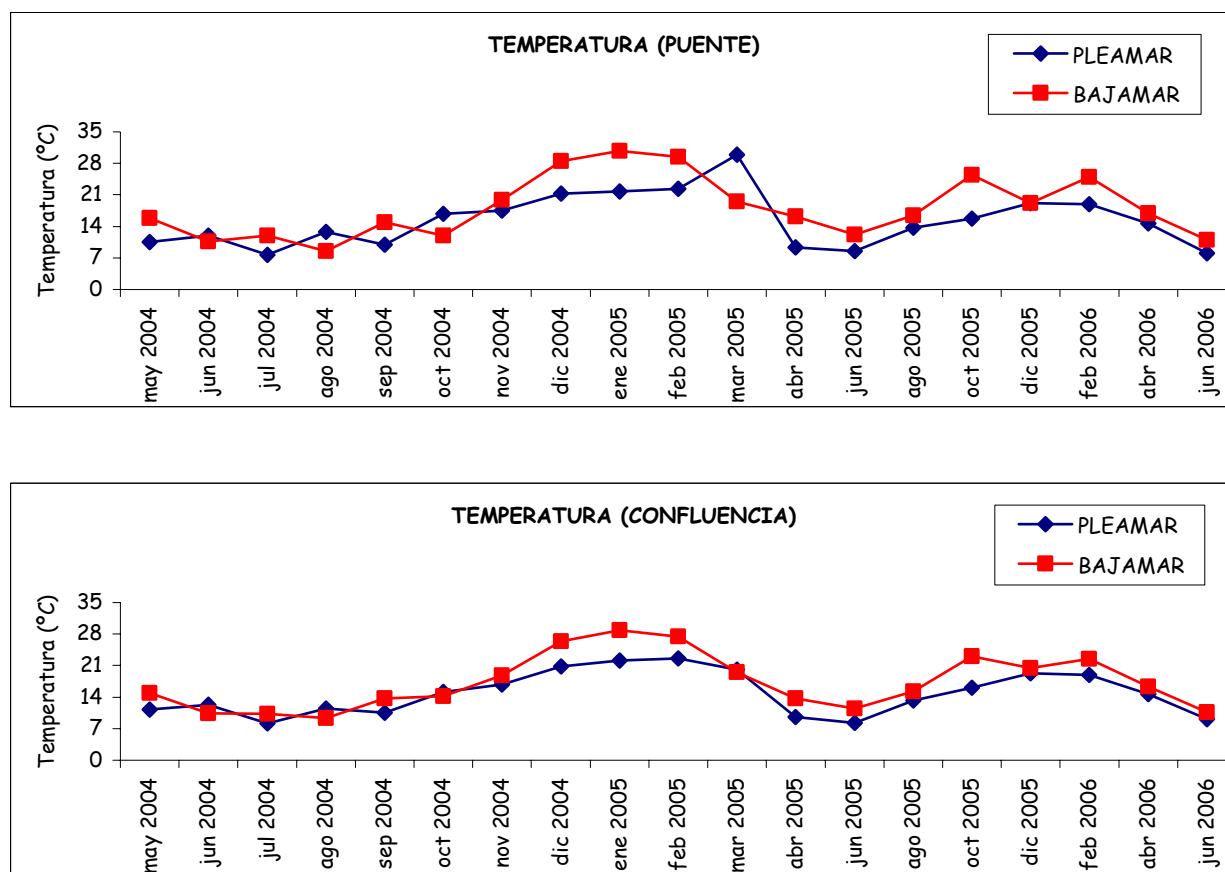 TEMPERATURA (PUENTE)
PLEAMAR
BAJAMAR
Temperatura (°C)
35
28
21
14
7
0
may 2004
jun 2004
jul 2004
ago 2004
sep 2004
oct 2004
nov 2004
dic 2004
ene 2005
feb 2005
mar 2005
abr 2005
jun 2005
ago 2005
oct 2005
dic 2005
feb 2006
abr 2006
jun 2006
TEMPERATURA (CONFLUENCIA)
PLEAMAR
BAJAMAR
Temperatura (°C)
35
28
21
14
7
0
may 2004
jun 2004
jul 2004
ago 2004
sep 2004
oct 2004
nov 2004
dic 2004
ene 2005
feb 2005
mar 2005
abr 2005
jun 2005
ago 2005
oct 2005
dic 2005
feb 2006
abr 2006
jun 2006